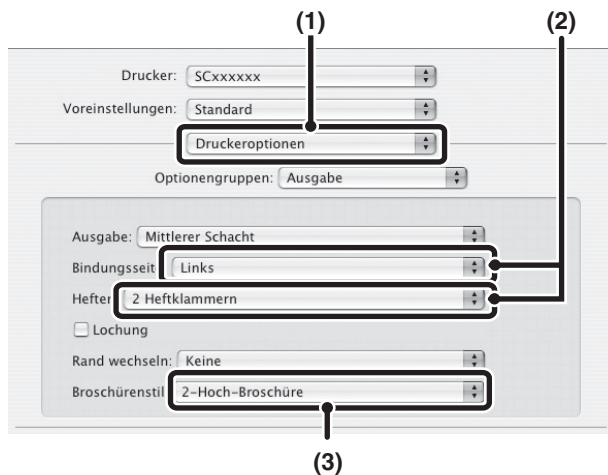 (1) (2)
Drucker: SCxxxxxx
Voreinstellungen: Standard
Druckeroptionen
Optionengruppen: Ausgabe
Ausgabe: Mittlerer Schacht
Bindungsseit Links
Hefter 2 Heftklammern
Lochung
Rand wechseln: Keine
Broschürenstil 2-Hoch-Broschüre
(3)